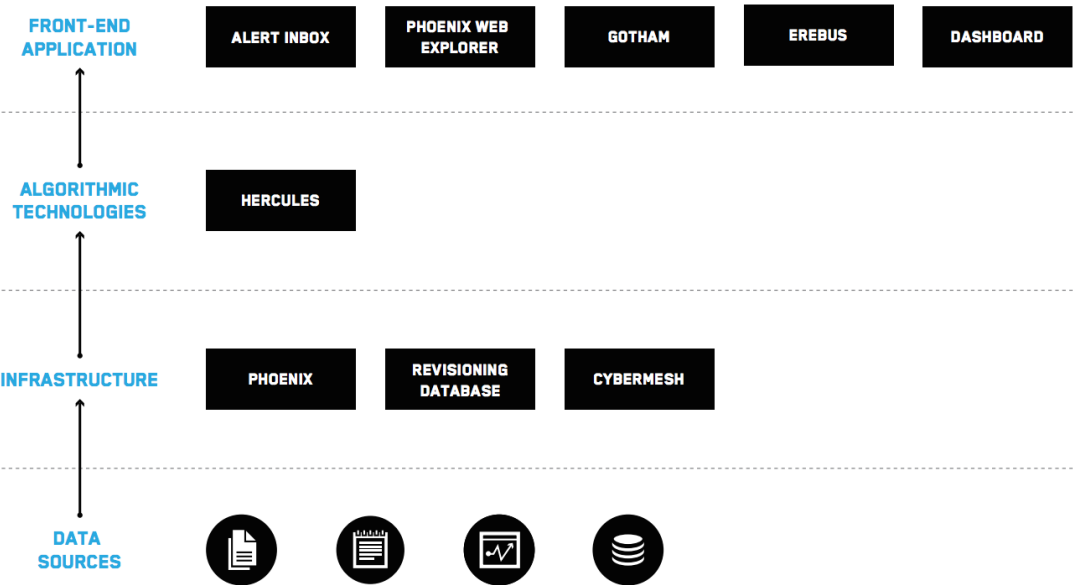 FRONT-END
APPLICATION
ALERT INBOX
PHOENIX WEB
EXPLORER
GOTHAM
EREBUS
DASHBOARD
ALGORITHMIC
TECHNOLOGIES
HERCULES
INFRASTRUCTURE
PHOENIX
REVISIONING
DATABASE
CYBERMESH
DATA
SOURCES